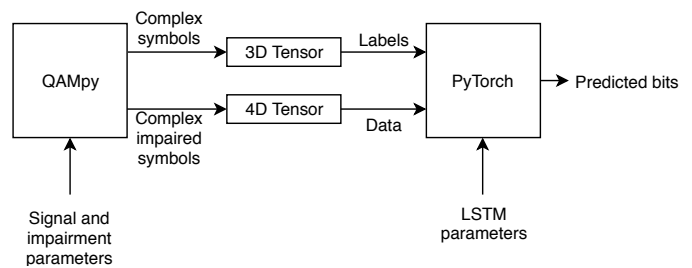 Complex
symbols
3D Tensor
Labels
QAMpy
PyTorch
Predicted bits
4D Tensor
Complex
impaired
symbols
Data
Signal and
impairment
parameters
LSTM
parameters